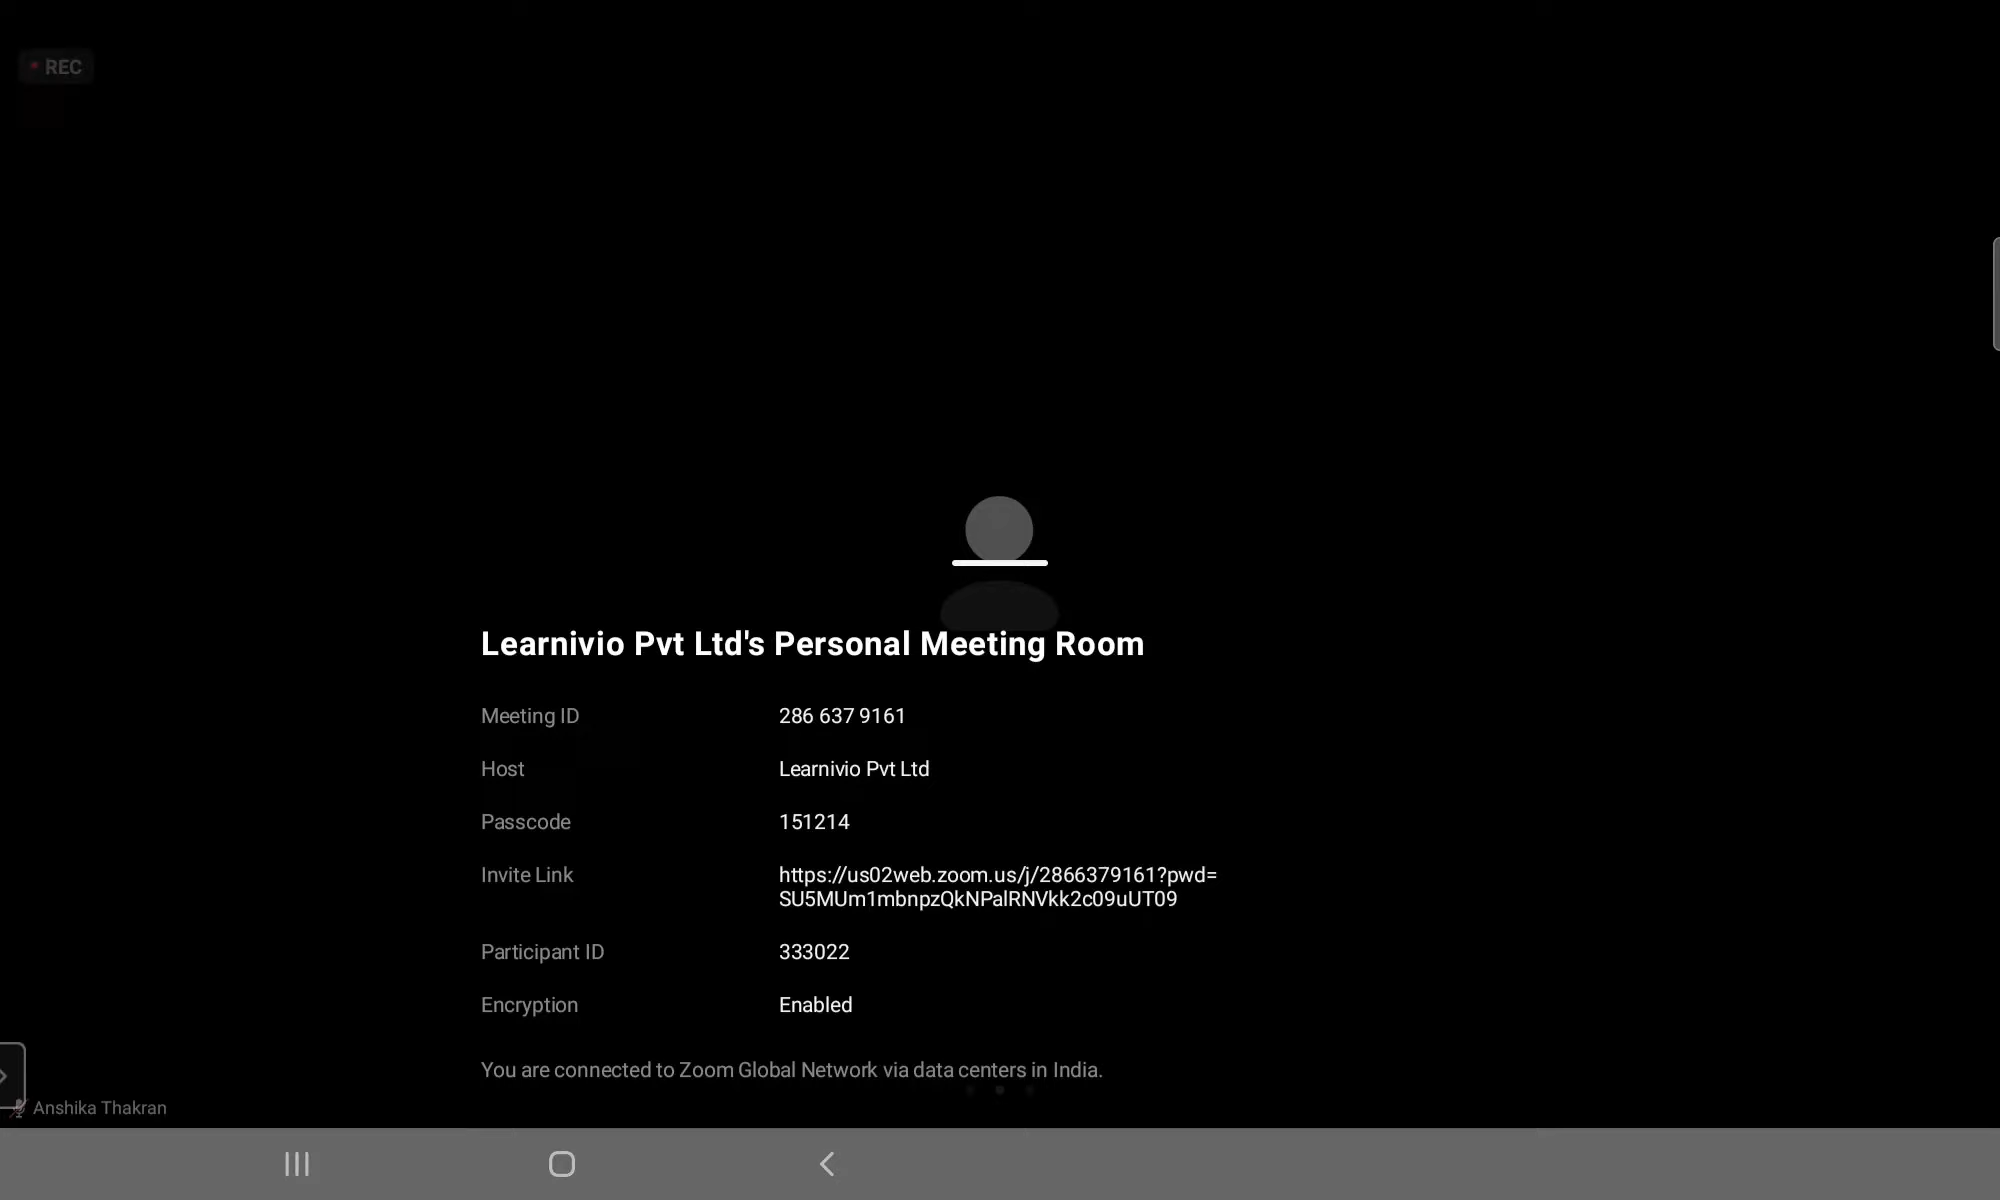 REC
Learnivio Pvt Ltd's Personal Meeting Room
Meeting ID 286 637 9161
Host Learnivio Pvt Ltd
Passcode 151214
Invite Link https://us02web.zoom.us/j/2866379161?pwd=
SU5MUm1mbnpzQkNPalRNVkk2c09uUT09
Participant ID 333022
Encryption Enabled
You are connected to Zoom Global Network via data centers in India.
Anshika Thakran